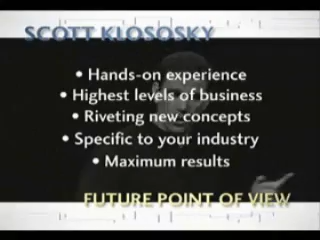 SCOTT KLOSOSKY
• Hands-on experience
• Highest levels of business
• Riveting new concepts
• Specific to your industry
• Maximum results
FUTURE POINT OF VIEW